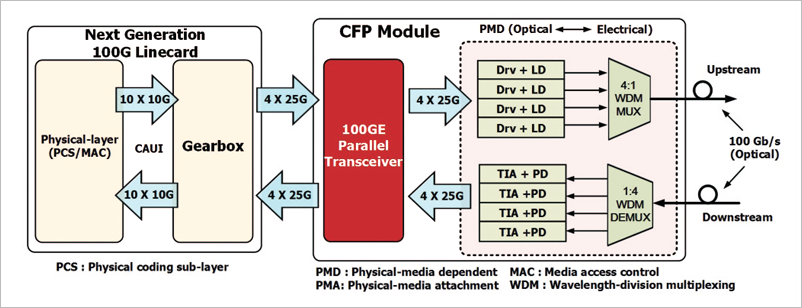 Next Generation
100G Linecard
CFP Module
PMD (Optical ↔ Electrical)
Physical-layer
(PCS/MAC)
10 X 10G
CAUI
10 X 10G
Gearbox
4 X 25G
4 X 25G
100GE
Parallel
Transceiver
4 X 25G
4 X 25G
Drv + LD
Drv + LD
Drv + LD
Drv + LD
4:1
WDM
MUX
TIA + PD
TIA +PD
TIA +PD
TIA +PD
1:4
WDM
DEMUX
Upstream
100 Gb/s
(Optical)
Downstream
PCS : Physical coding sub-layer
PMD : Physical-media dependent
MAC : Media access control
PMA: Physical-media attachment
WDM : Wavelength-division multiplexing